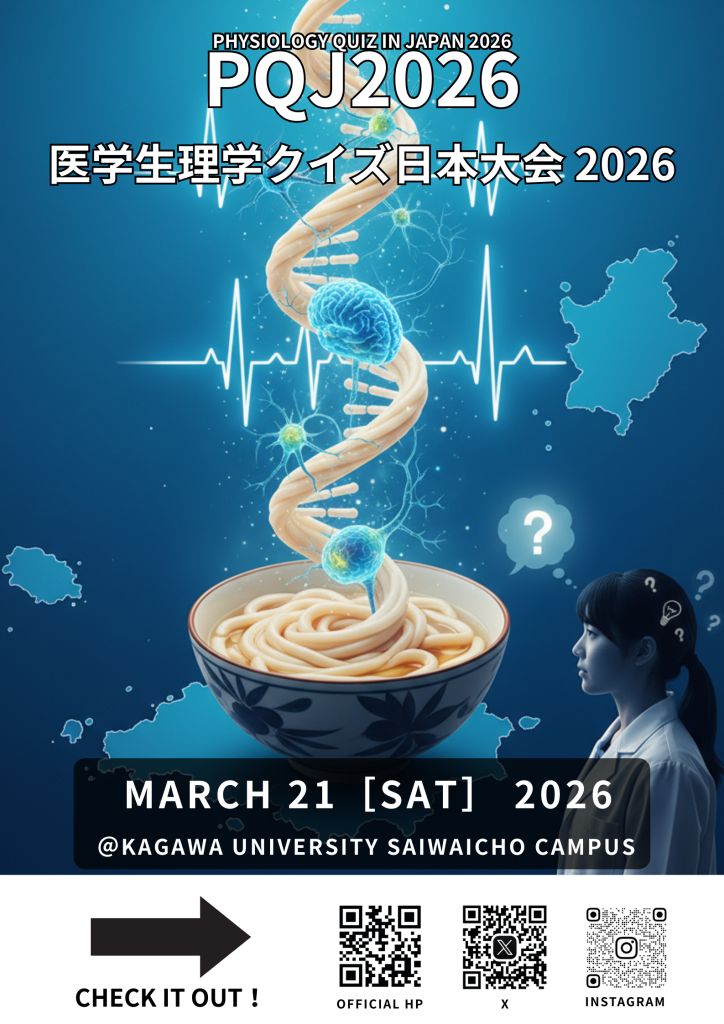 PHYSIOLOGY QUIZ IN JAPAN 2026
PQJ2026
医学生理学クイズ日本大会 2026
?
? ?
? ?
MARCH 21［SAT］ 2026
@KAGAWA UNIVERSITY SAIWAICHO CAMPUS
CHECK IT OUT！
OFFICIAL HP
X
INSTAGRAM